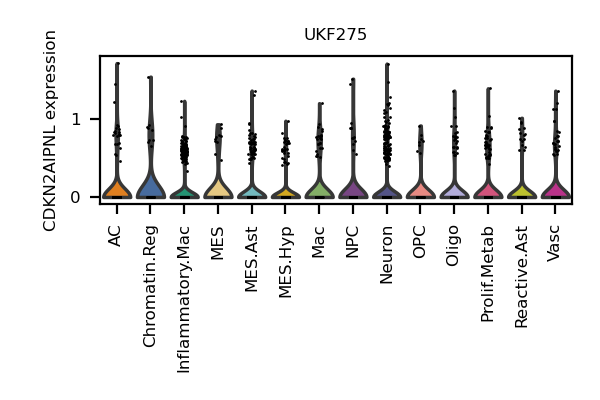 UKF275
CDKN2AIPNL expression
1
0
AC
Chromatin.Reg
Inflammatory.Mac
MES
MES.Ast
MES.Hyp
Mac
NPC
Neuron
OPC
Oligo
Prolif.Metab
Reactive.Ast
Vasc